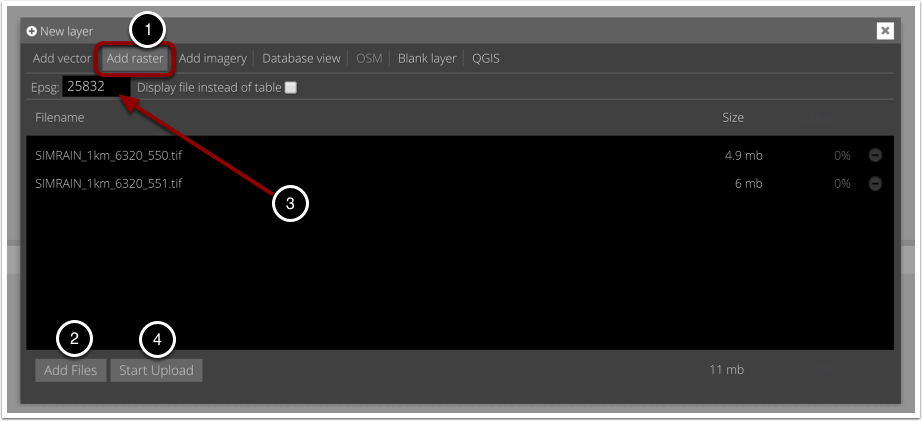 New layer
1
Add vector Add raster Add imagery Database view OSM Blank layer QGIS
Epsg: 25832 Display file instead of table
Filename Size
SIMRAIN_1km_6320_550.tif 4.9 mb 0%
SIMRAIN_1km_6320_551.tif 6 mb 0%
3
2 4
Add Files Start Upload 11 mb